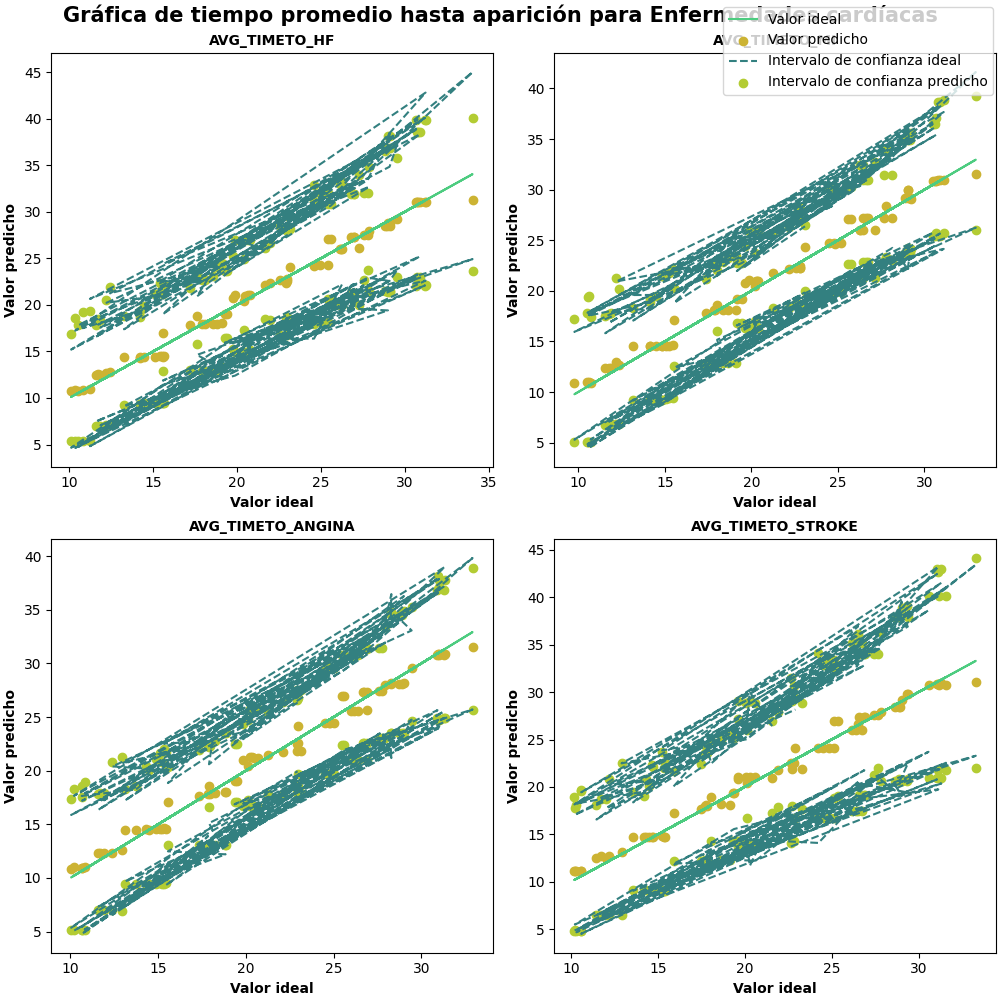 Gráfica de tiempo promedio hasta aparición para Enfermedades cardíacas
Valor ideal
Valor predicho
Intervalo de confianza ideal
Intervalo de confianza predicho
AVG_TIMETO_HF
Valor predicho
45
40
35
30
25
20
15
10
5
10 15 20 25 30 35
Valor ideal
Valor predicho
40
35
30
25
20
15
10
5
10 15 20 25 30
Valor ideal
AVG_TIMETO_ANGINA
Valor predicho
40
35
30
25
20
15
10
5
10 15 20 25 30
Valor ideal
AVG_TIMETO_STROKE
Valor predicho
45
40
35
30
25
20
15
10
5
10 15 20 25 30
Valor ideal